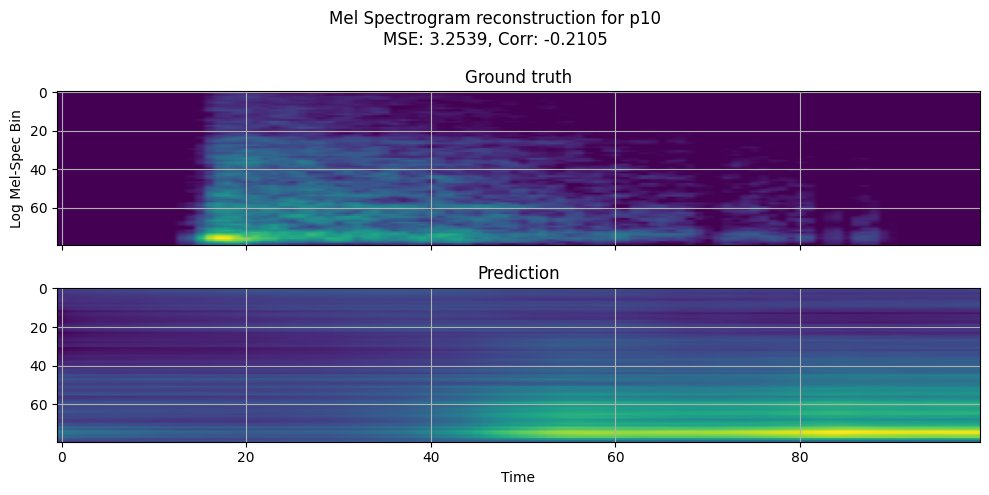 Mel Spectrogram reconstruction for p10
MSE: 3.2539, Corr: -0.2105
Ground truth
Log Mel-Spec Bin
0
20
40
60
Prediction
0
20
40
60
0 20 40 60 80
Time